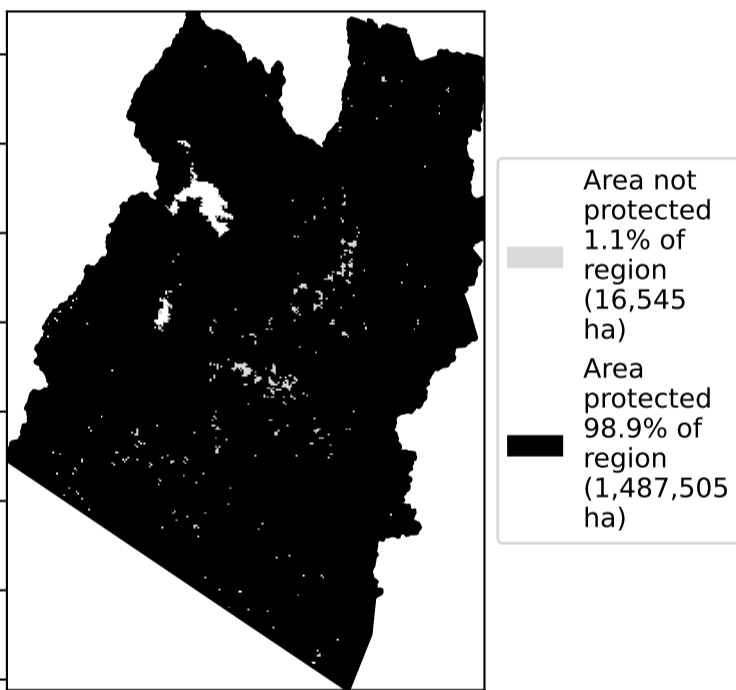 Area not
protected
1.1% of
region
(16,545
ha)
Area
protected
98.9% of
region
(1,487,505
ha)